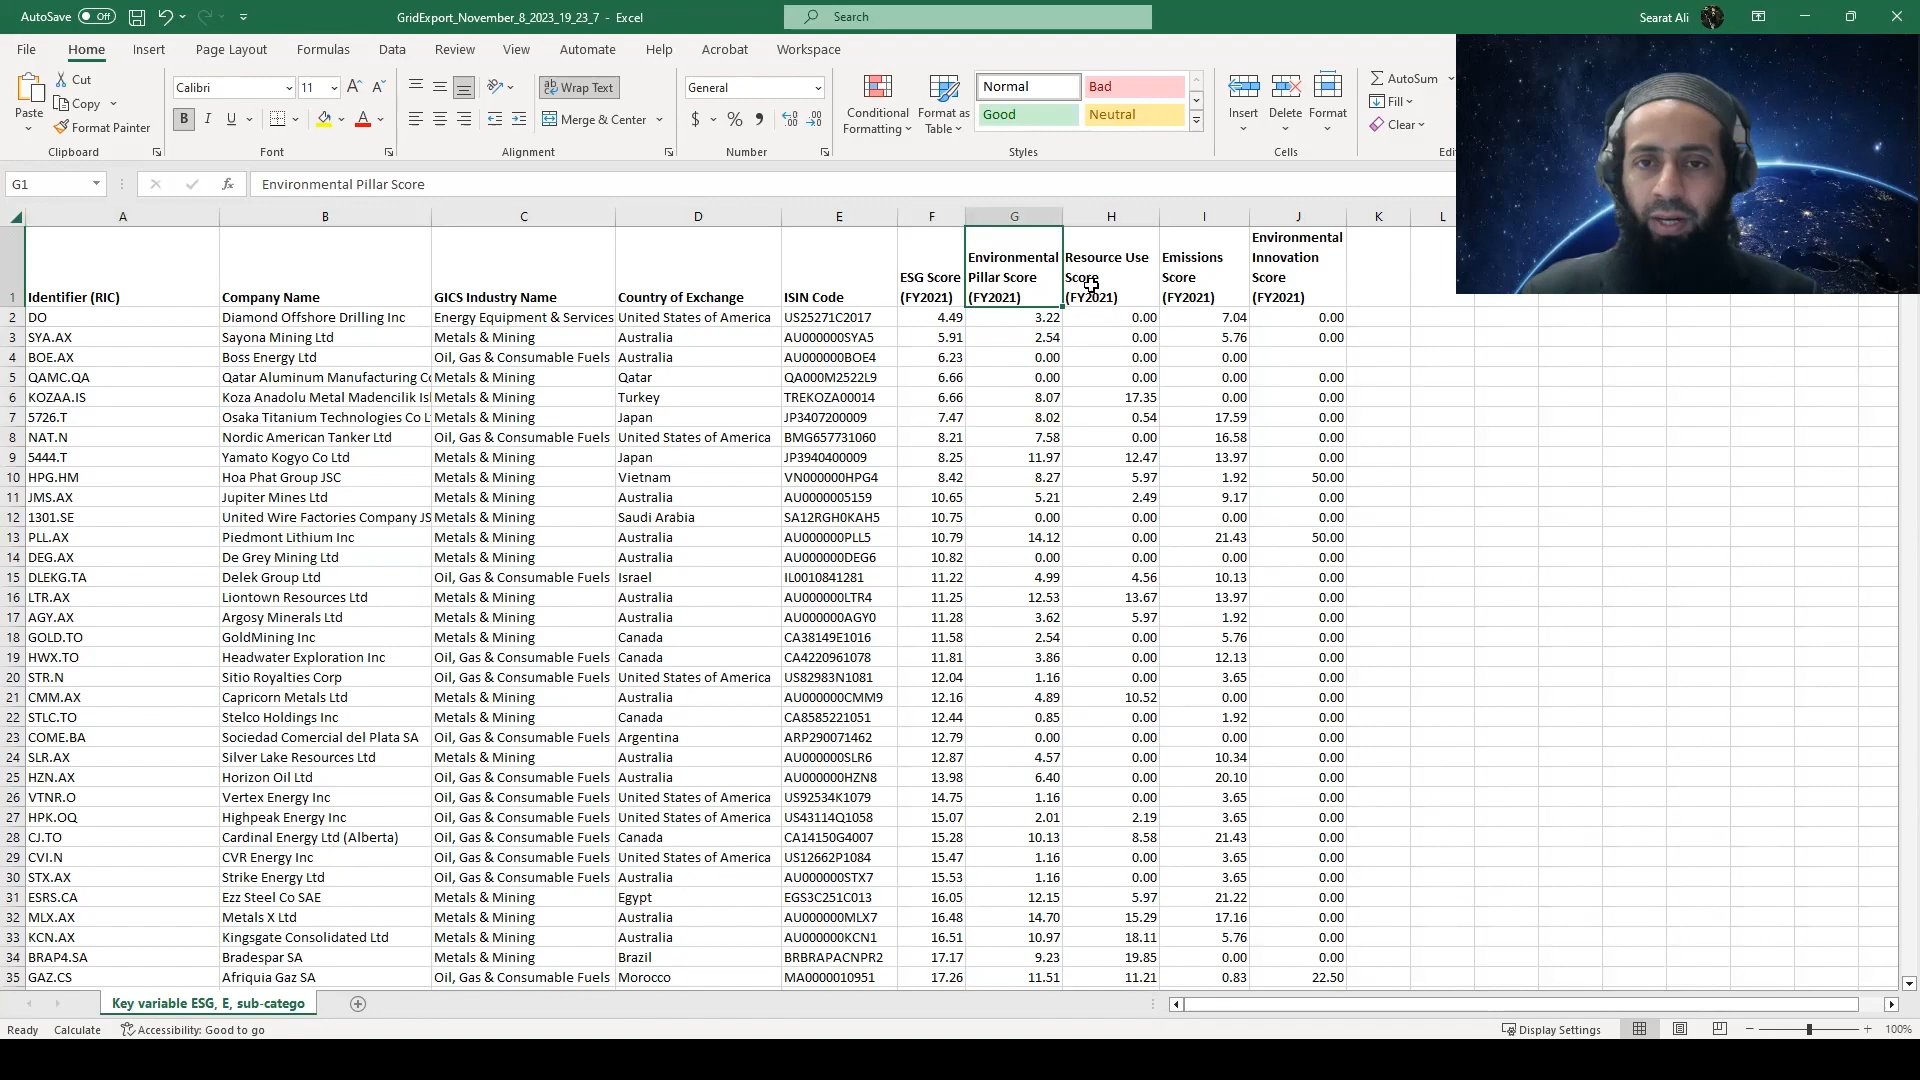 AutoSave Off GridExport_November_8_2023_19_23_7 - Excel Search Searat Ali
File Home Insert Page Layout Formulas Data Review View Automate Help Acrobat Workspace
Paste Cut Copy Format Painter Clipboard
Calibri 11 B I U Font
Wrap Text Merge & Center Alignment
General $ % Number
Conditional Formatting Format as Table Normal Bad Good Neutral Styles
Insert Delete Format Cells
AutoSum Fill Clear
G1 fx Environmental Pillar Score
A B C D E F G H I J K L
1 Identifier (RIC) Company Name GICS Industry Name Country of Exchange ISIN Code ESG Score (FY2021) Environmental Pillar Score (FY2021) Resource Use Score (FY2021) Emissions Score (FY2021) Environmental Innovation Score (FY2021)
2 DO Diamond Offshore Drilling Inc Energy Equipment & Services United States of America US25271C2017 4.49 3.22 0.00 7.04 0.00
3 SYA.AX Sayona Mining Ltd Metals & Mining Australia AU000000SYA5 5.91 2.54 0.00 5.76 0.00
4 BOE.AX Boss Energy Ltd Oil, Gas & Consumable Fuels Australia AU000000BOE4 6.23 0.00 0.00 0.00
5 QAMC.QA Qatar Aluminum Manufacturing Co Metals & Mining Qatar QA000M2522L9 6.66 0.00 0.00 0.00 0.00
6 KOZAA.IS Koza Anadolu Metal Madencilik Isl Metals & Mining Turkey TREKOZA00014 6.66 8.07 17.35 0.00 0.00
7 5726.T Osaka Titanium Technologies Co L Metals & Mining Japan JP3407200009 7.47 8.02 0.54 17.59 0.00
8 NAT.N Nordic American Tanker Ltd Oil, Gas & Consumable Fuels United States of America BMG657731060 8.21 7.58 0.00 16.58 0.00
9 5444.T Yamato Kogyo Co Ltd Metals & Mining Japan JP3940400009 8.25 11.97 12.47 13.97 0.00
10 HPG.HM Hoa Phat Group JSC Metals & Mining Vietnam VN000000HPG4 8.42 8.27 5.97 1.92 50.00
11 JMS.AX Jupiter Mines Ltd Metals & Mining Australia AU0000005159 10.65 5.21 2.49 9.17 0.00
12 1301.SE United Wire Factories Company JS Metals & Mining Saudi Arabia SA12RGH0KAH5 10.75 0.00 0.00 0.00 0.00
13 PLL.AX Piedmont Lithium Inc Metals & Mining Australia AU000000PLL5 10.79 14.12 0.00 21.43 50.00
14 DEG.AX De Grey Mining Ltd Metals & Mining Australia AU000000DEG6 10.82 0.00 0.00 0.00 0.00
15 DLEKG.TA Delek Group Ltd Oil, Gas & Consumable Fuels Israel IL0010841281 11.22 4.99 4.56 10.13 0.00
16 LTR.AX Liontown Resources Ltd Metals & Mining Australia AU000000LTR4 11.25 12.53 13.67 13.97 0.00
17 AGY.AX Argosy Minerals Ltd Metals & Mining Australia AU000000AGY0 11.28 3.62 5.97 1.92 0.00
18 GOLD.TO GoldMining Inc Metals & Mining Canada CA38149E1016 11.58 2.54 0.00 5.76 0.00
19 HWX.TO Headwater Exploration Inc Oil, Gas & Consumable Fuels Canada CA4220961078 11.81 3.86 0.00 12.13 0.00
20 STR.N Sitio Royalties Corp Oil, Gas & Consumable Fuels United States of America US82983N1081 12.04 1.16 0.00 3.65 0.00
21 CMM.AX Capricorn Metals Ltd Metals & Mining Australia AU000000CMM9 12.16 4.89 10.52 0.00 0.00
22 STLC.TO Stelco Holdings Inc Metals & Mining Canada CA8585221051 12.44 0.85 0.00 1.92 0.00
23 COME.BA Sociedad Comercial del Plata SA Oil, Gas & Consumable Fuels Argentina ARP290071462 12.79 0.00 0.00 0.00 0.00
24 SLR.AX Silver Lake Resources Ltd Metals & Mining Australia AU000000SLR6 12.87 4.57 0.00 10.34 0.00
25 HZN.AX Horizon Oil Ltd Oil, Gas & Consumable Fuels Australia AU000000HZN8 13.98 6.40 0.00 20.10 0.00
26 VTNR.O Vertex Energy Inc Oil, Gas & Consumable Fuels United States of America US92534K1079 14.75 1.16 0.00 3.65 0.00
27 HPK.OQ Highpeak Energy Inc Oil, Gas & Consumable Fuels United States of America US43114Q1058 15.07 2.01 2.19 3.65 0.00
28 CJ.TO Cardinal Energy Ltd (Alberta) Oil, Gas & Consumable Fuels Canada CA14150G4007 15.28 10.13 8.58 21.43 0.00
29 CVI.N CVR Energy Inc Oil, Gas & Consumable Fuels United States of America US12662P1084 15.47 1.16 0.00 3.65 0.00
30 STX.AX Strike Energy Ltd Oil, Gas & Consumable Fuels Australia AU000000STX7 15.53 1.16 0.00 3.65 0.00
31 ESRS.CA Ezz Steel Co SAE Metals & Mining Egypt EGS3C251C013 16.05 12.15 5.97 21.22 0.00
32 MLX.AX Metals X Ltd Metals & Mining Australia AU000000MLX7 16.48 14.70 15.29 17.16 0.00
33 KCN.AX Kingsgate Consolidated Ltd Metals & Mining Australia AU000000KCN1 16.51 10.97 18.11 5.76 0.00
34 BRAP4.SA Bradespar SA Metals & Mining Brazil BRBRAPACNPR2 17.17 9.23 19.85 0.00 0.00
35 GAZ.CS Afriquia Gaz SA Oil, Gas & Consumable Fuels Morocco MA0000010951 17.26 11.51 11.21 0.83 22.50
Key variable ESG, E, sub-catego
Ready Calculate Accessibility: Good to go Display Settings 100%